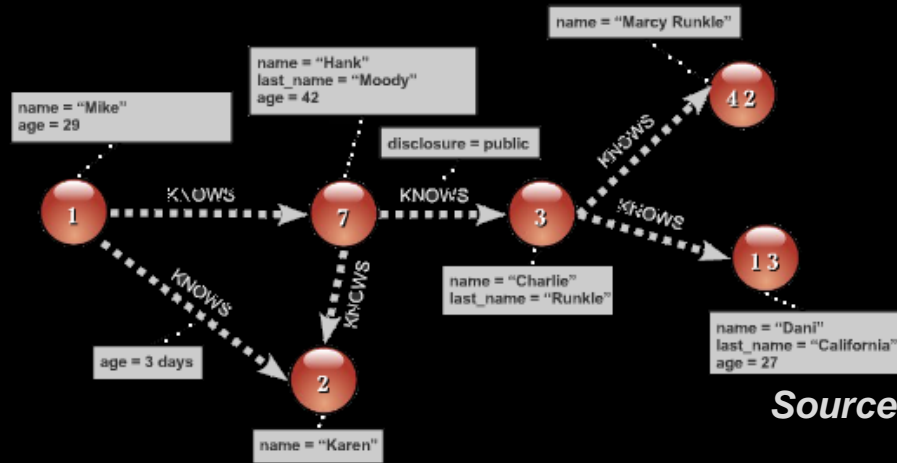 name = “Marcy Runkle”
name = “Hank”
last_name = “Moody”
age = 42
name = “Mike”
age = 29
42
disclosure = public
KNOWS
KNOWS
KNOWS
KNOWS
1
7
3
KNOWS
KNOWS
13
name = “Charlie”
last_name = “Runkle”
name = “Dani”
last_name = “California”
age = 27
age = 3 days
2
Source
name = “Karen”